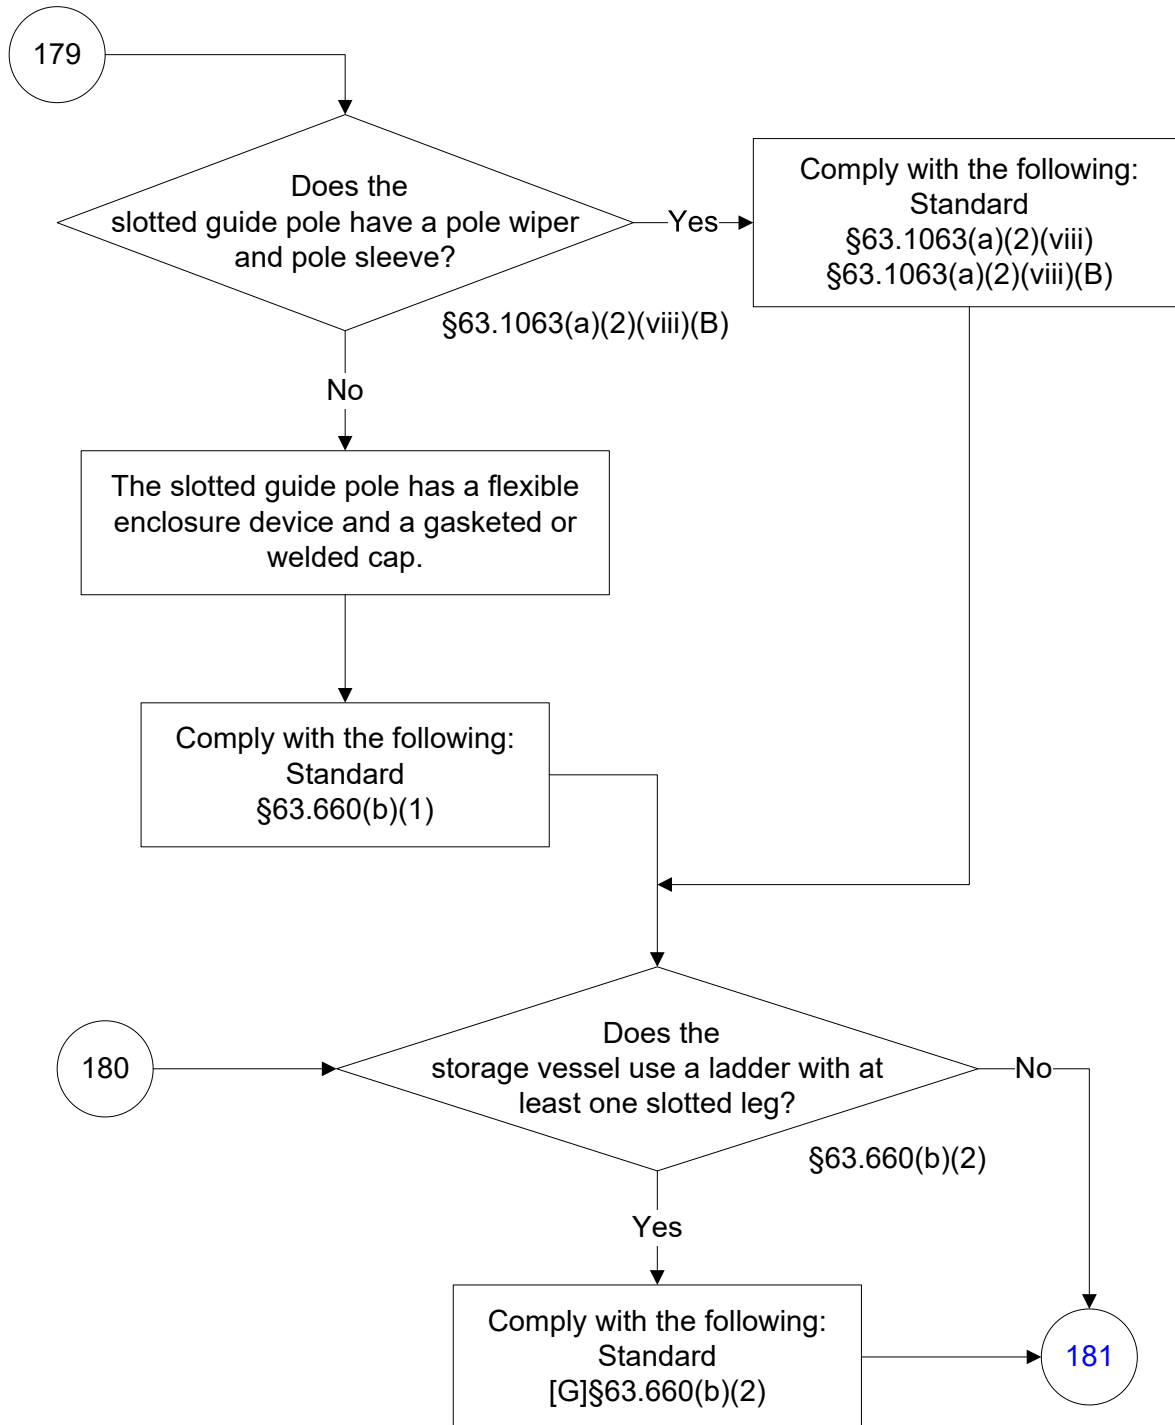 179
Does the
slotted guide pole have a pole wiper
and pole sleeve?
Yes
Comply with the following:
Standard
§63.1063(a)(2)(viii)
§63.1063(a)(2)(viii)(B)
§63.1063(a)(2)(viii)(B)
No
The slotted guide pole has a flexible
enclosure device and a gasketed or
welded cap.
Comply with the following:
Standard
§63.660(b)(1)
180
Does the
storage vessel use a ladder with at
least one slotted leg?
No
§63.660(b)(2)
Yes
Comply with the following:
Standard
[G]§63.660(b)(2)
181